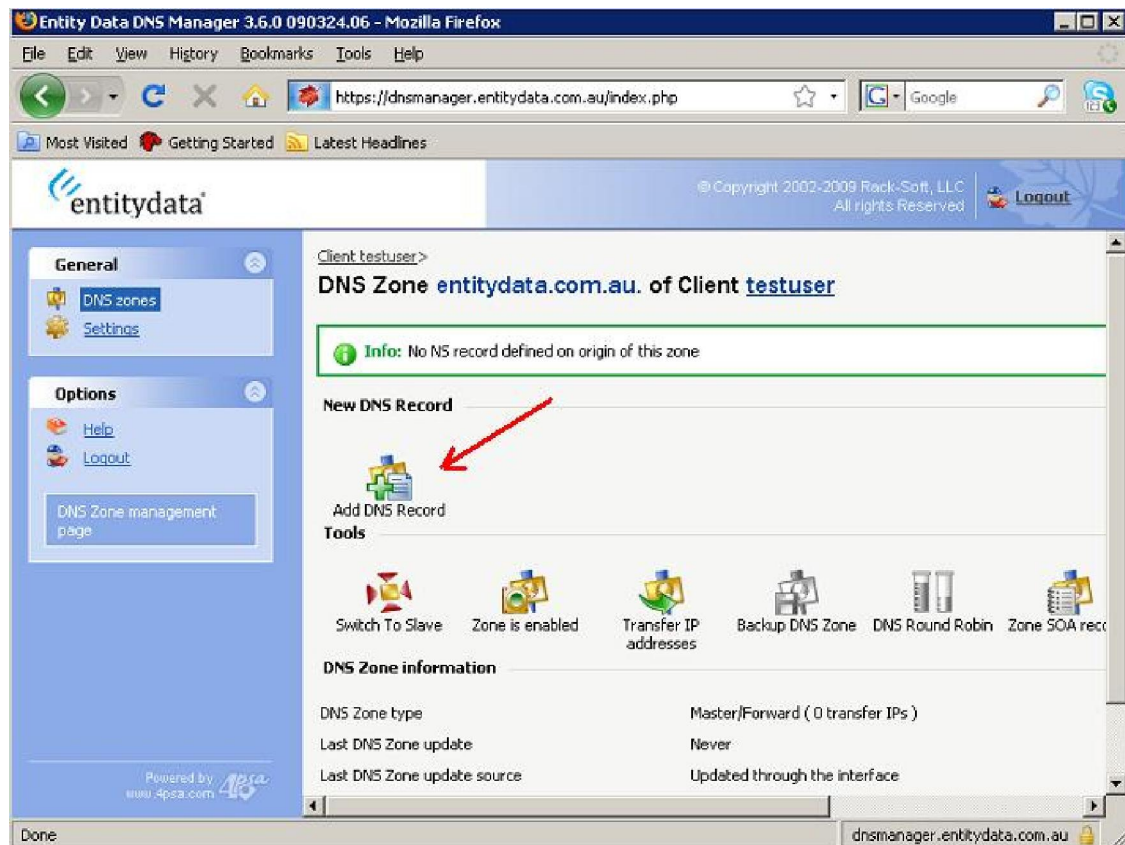 Entity Data DNS Manager 3.6.0 090324.06 - Mozilla Firefox
File Edit View History Bookmarks Tools Help
https://dnsmanager.entitydata.com.au/index.php
G Google
Most Visited Getting Started Latest Headlines
entitydata
© Copyright 2002-2009 Rack-Soft, LLC
All rights Reserved
Logout
General
DNS zones
Settings
Options
Help
Logout
DNS Zone management
page
Powered by 4psa
www.4psa.com
Client testuser>
DNS Zone entitydata.com.au. of Client testuser
Info: No NS record defined on origin of this zone
New DNS Record
Add DNS Record
Tools
Switch To Slave
Zone is enabled
Transfer IP
addresses
Backup DNS Zone
DNS Round Robin
Zone SOA reco
DNS Zone information
DNS Zone type Master/Forward ( 0 transfer IPs )
Last DNS Zone update Never
Last DNS Zone update source Updated through the interface
Done
dnsmanager.entitydata.com.au